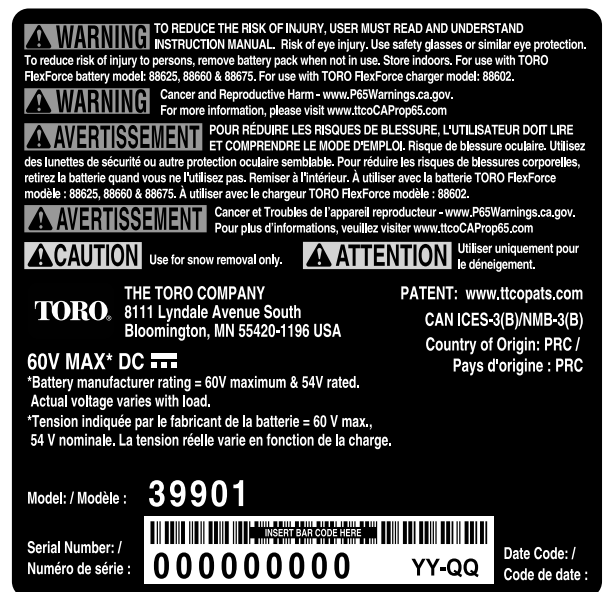 WARNING TO REDUCE THE RISK OF INJURY, USER MUST READ AND UNDERSTAND
INSTRUCTION MANUAL. Risk of eye injury. Use safety glasses or similar eye protection.
To reduce risk of injury to persons, remove battery pack when not in use. Store indoors. For use with TORO
FlexForce battery model: 88625, 88660 & 88675. For use with TORO FlexForce charger model: 88602.
WARNING Cancer and Reproductive Harm - www.P65Warnings.ca.gov.
For more information, please visit www.ttcoCAProp65.com
AVERTISSEMENT POUR RÉDUIRE LES RISQUES DE BLESSURE, L'UTILISATEUR DOIT LIRE
ET COMPRENDRE LE MODE D'EMPLOI. Risque de blessure oculaire. Utilisez
des lunettes de sécurité ou autre protection oculaire semblable. Pour réduire les risques de blessures corporelles,
retirez la batterie quand vous ne l'utilisez pas. Remiser à l'intérieur. À utiliser avec la batterie TORO FlexForce
modèle : 88625, 88660 & 88675. À utiliser avec le chargeur TORO FlexForce modèle : 88602.
AVERTISSEMENT Cancer et Troubles de l'appareil reproducteur - www.P65Warnings.ca.gov.
Pour plus d'informations, veuillez visiter www.ttcoCAProp65.com
CAUTION Use for snow removal only.
ATTENTION Utiliser uniquement pour
le déneigement.
TORO®
THE TORO COMPANY
8111 Lyndale Avenue South
Bloomington, MN 55420-1196 USA
PATENT: www.ttcopats.com
CAN ICES-3(B)/NMB-3(B)
Country of Origin: PRC /
Pays d'origine : PRC
60V MAX* DC
*Battery manufacturer rating = 60V maximum & 54V rated.
Actual voltage varies with load.
*Tension indiquée par le fabricant de la batterie = 60 V max.,
54 V nominale. La tension réelle varie en fonction de la charge.
Model: / Modèle : 39901
INSERT BAR CODE HERE
Serial Number: /
Numéro de série : 000000000 YY-QQ
Date Code: /
Code de date :